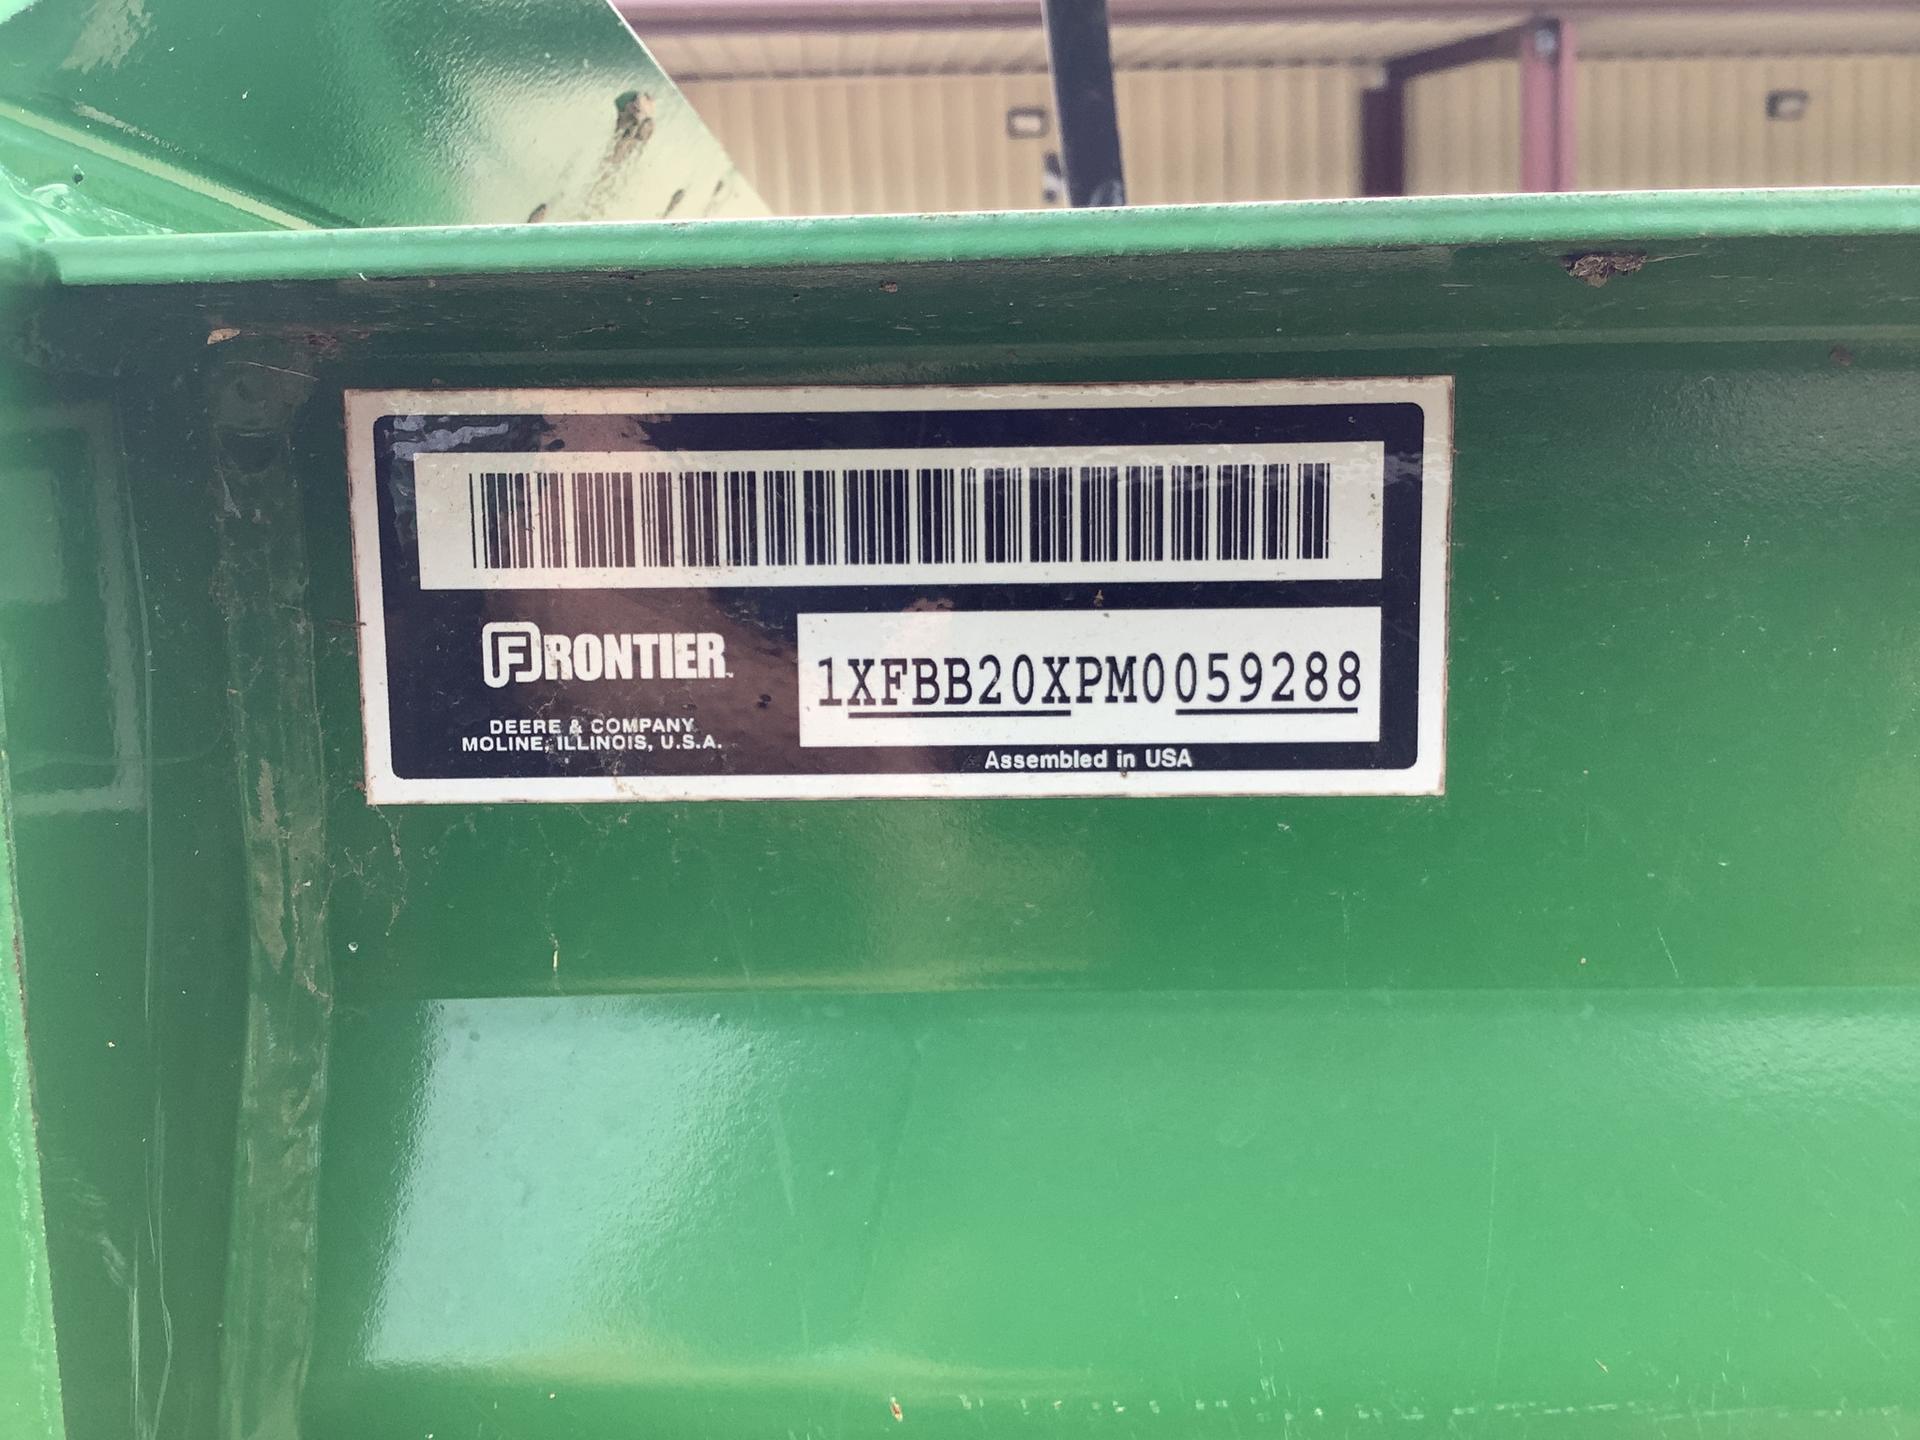 FRONTIER
DEERE & COMPANY
MOLINE, ILLINOIS, U.S.A.
1XFBB20XPM0059288
Assembled in USA